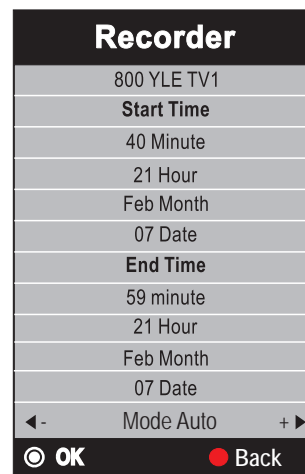 Recorder
800 YLE TV1
Start Time
40 Minute
21 Hour
Feb Month
07 Date
End Time
59 minute
21 Hour
Feb Month
07 Date
- Mode Auto +
OK Back